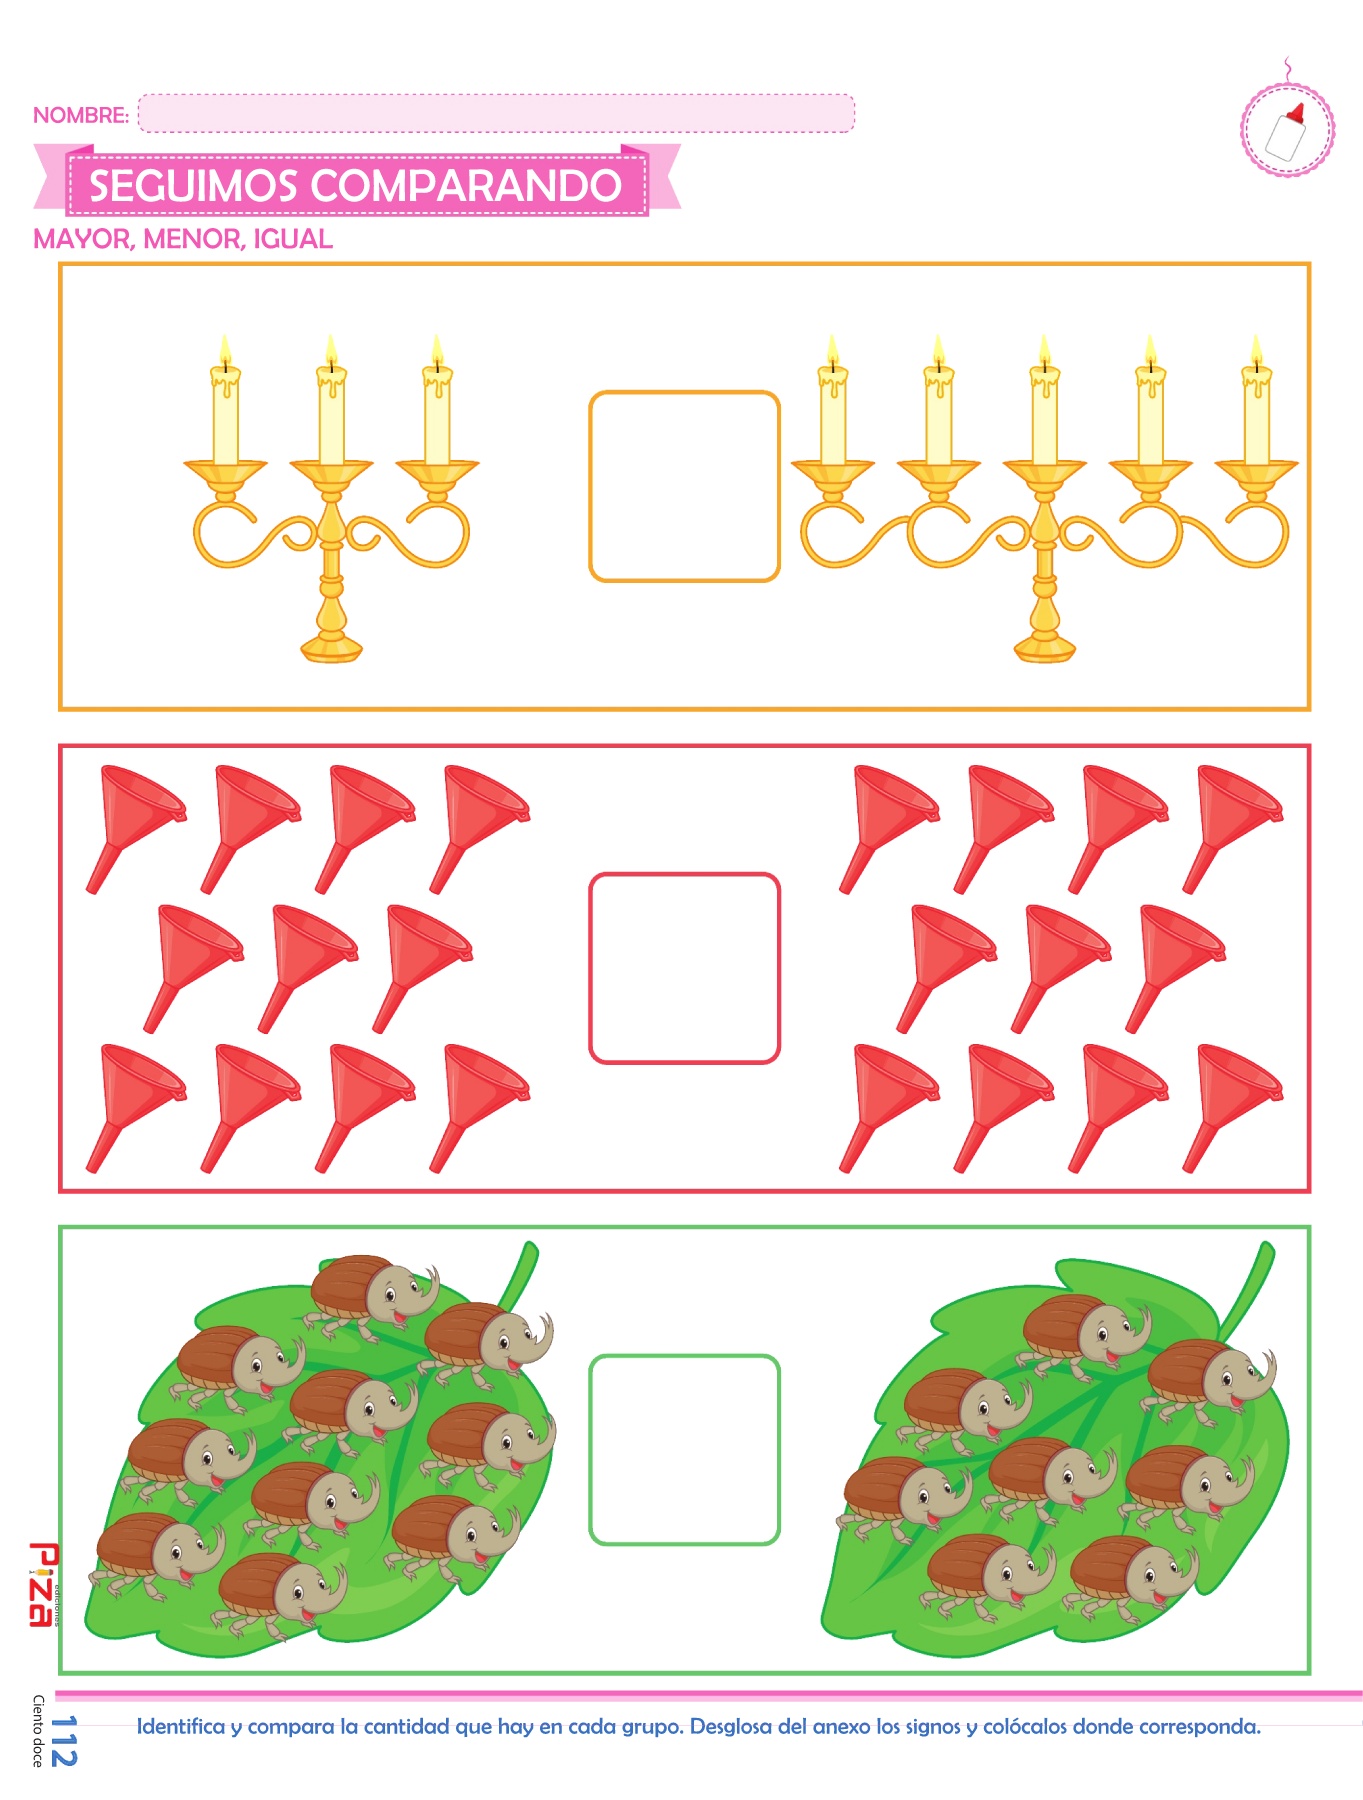 NOMBRE:
SEGUIMOS COMPARANDO
MAYOR, MENOR, IGUAL
Piza
ediciones
Ciento doce
112
Identifica y compara la cantidad que hay en cada grupo. Desglosa del anexo los signos y colócalos donde corresponda.